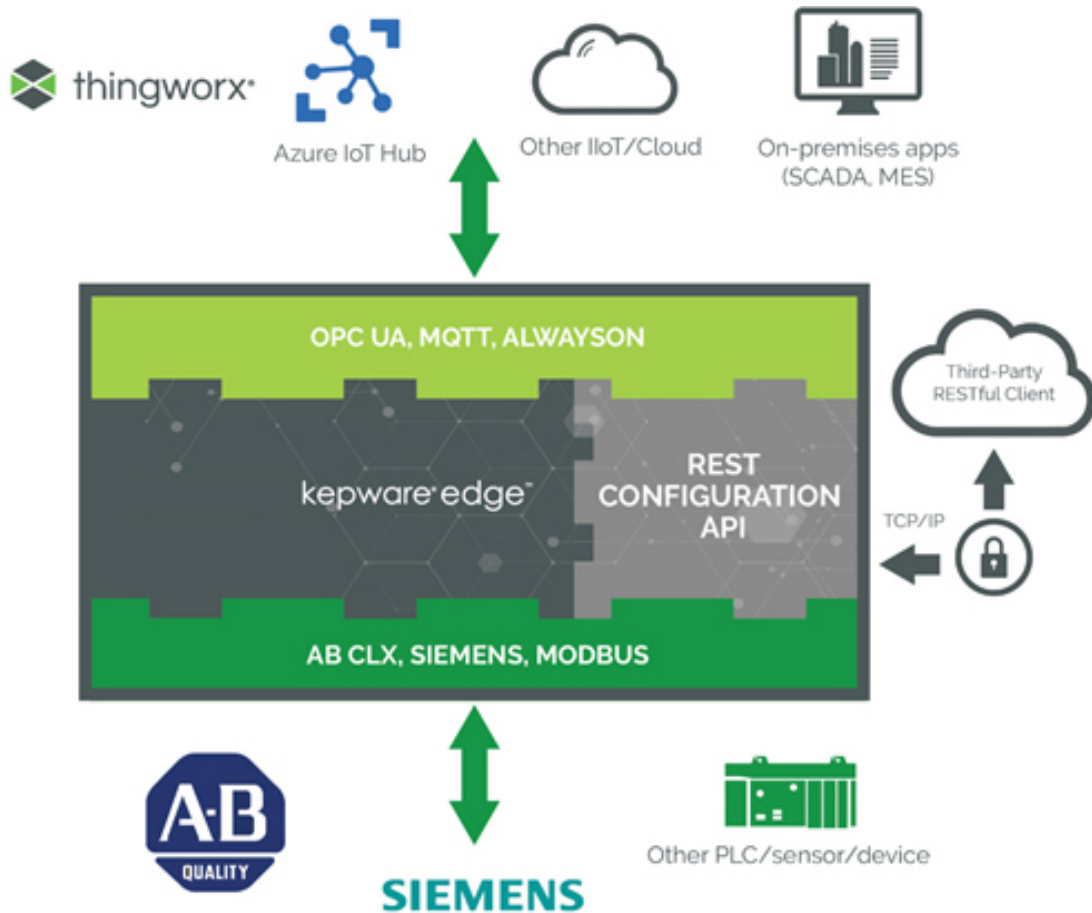 thingworx®
Azure IoT Hub
Other IIoT/Cloud
On-premises apps
(SCADA, MES)
OPC UA, MQTT, ALWAYSON
kepware® edge™
REST
CONFIGURATION
API
Third-Party
RESTful Client
TCP/IP
AB CLX, SIEMENS, MODBUS
A-B
QUALITY
SIEMENS
Other PLC/sensor/device